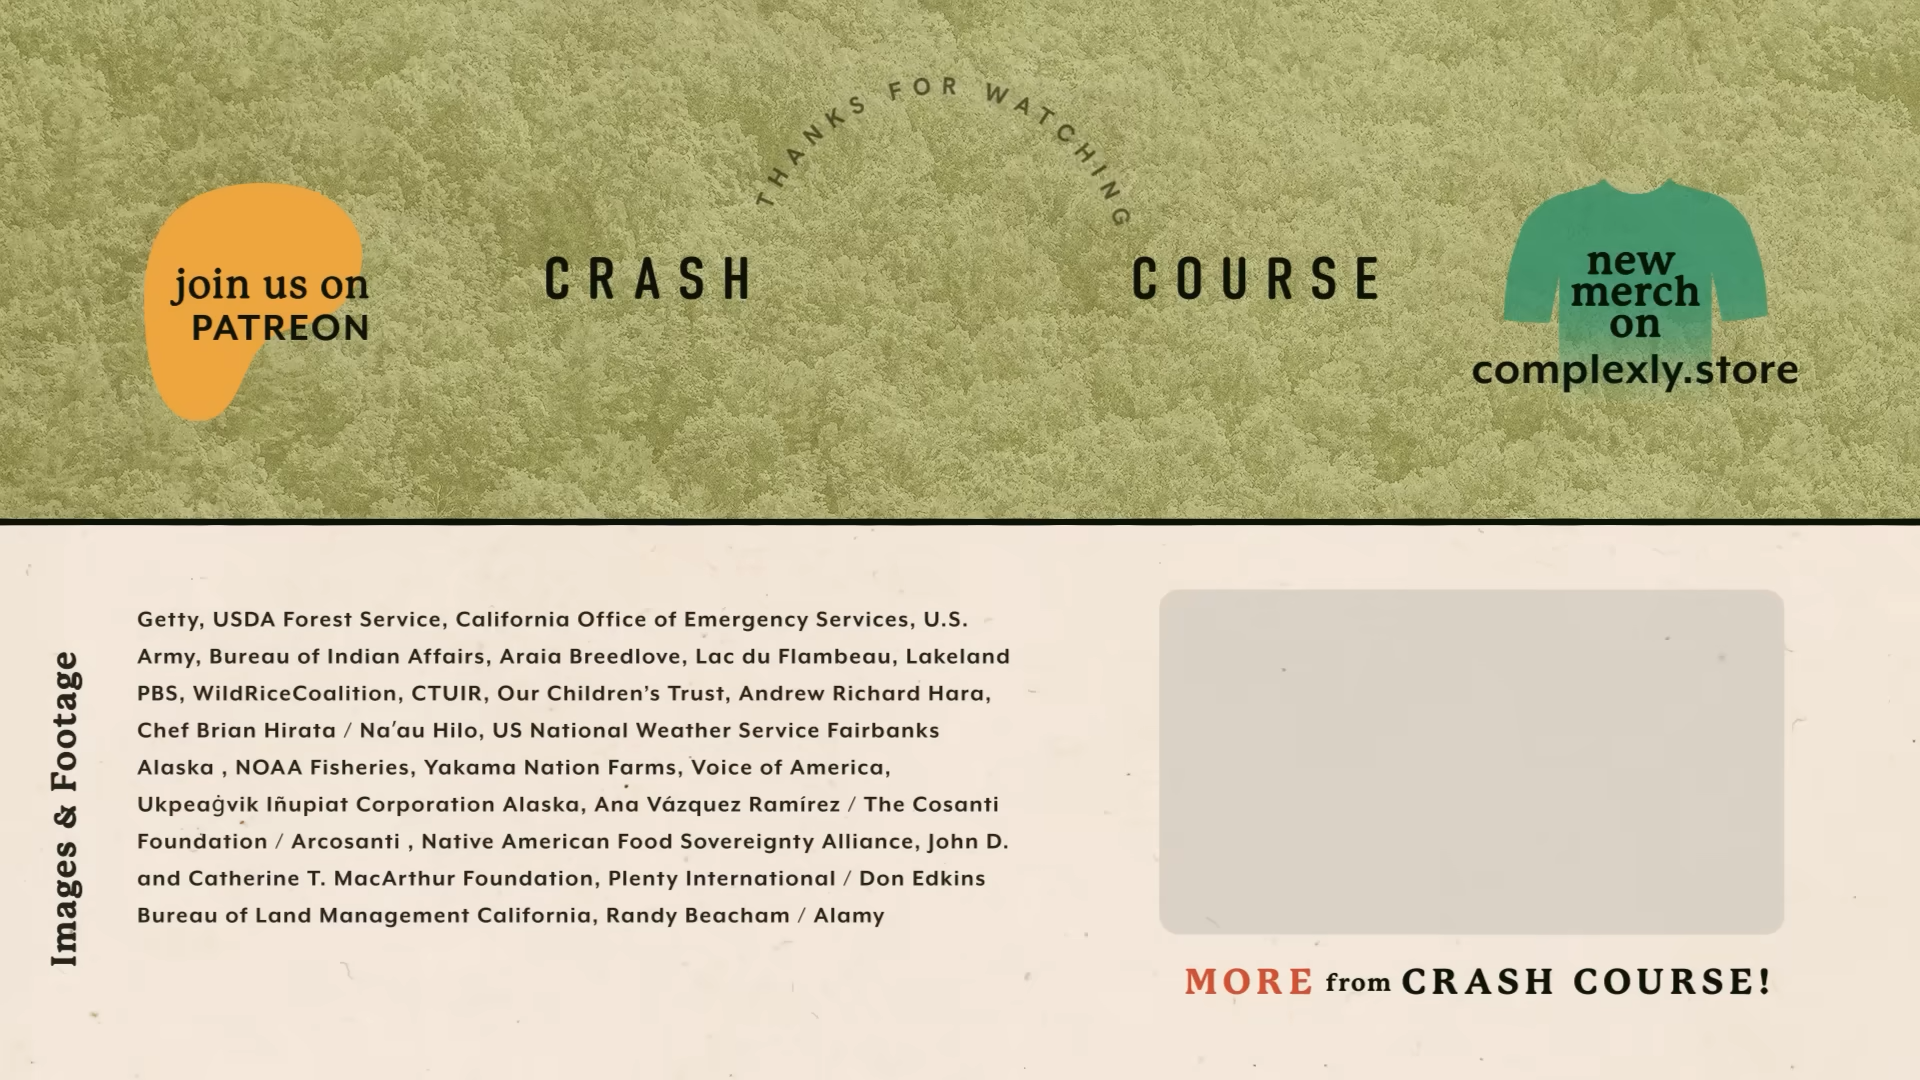 THANKS FOR WATCHING
join us on
PATREON
CRASH COURSE
new
merch
on
complexly.store
Images & Footage
Getty, USDA Forest Service, California Office of Emergency Services, U.S.
Army, Bureau of Indian Affairs, Araia Breedlove, Lac du Flambeau, Lakeland
PBS, WildRiceCoalition, CTUIR, Our Children’s Trust, Andrew Richard Hara,
Chef Brian Hirata / Na’au Hilo, US National Weather Service Fairbanks
Alaska , NOAA Fisheries, Yakama Nation Farms, Voice of America,
Ukpeaġvik Iñupiat Corporation Alaska, Ana Vázquez Ramírez / The Cosanti
Foundation / Arcosanti , Native American Food Sovereignty Alliance, John D.
and Catherine T. MacArthur Foundation, Plenty International / Don Edkins
Bureau of Land Management California, Randy Beacham / Alamy
MORE from CRASH COURSE!